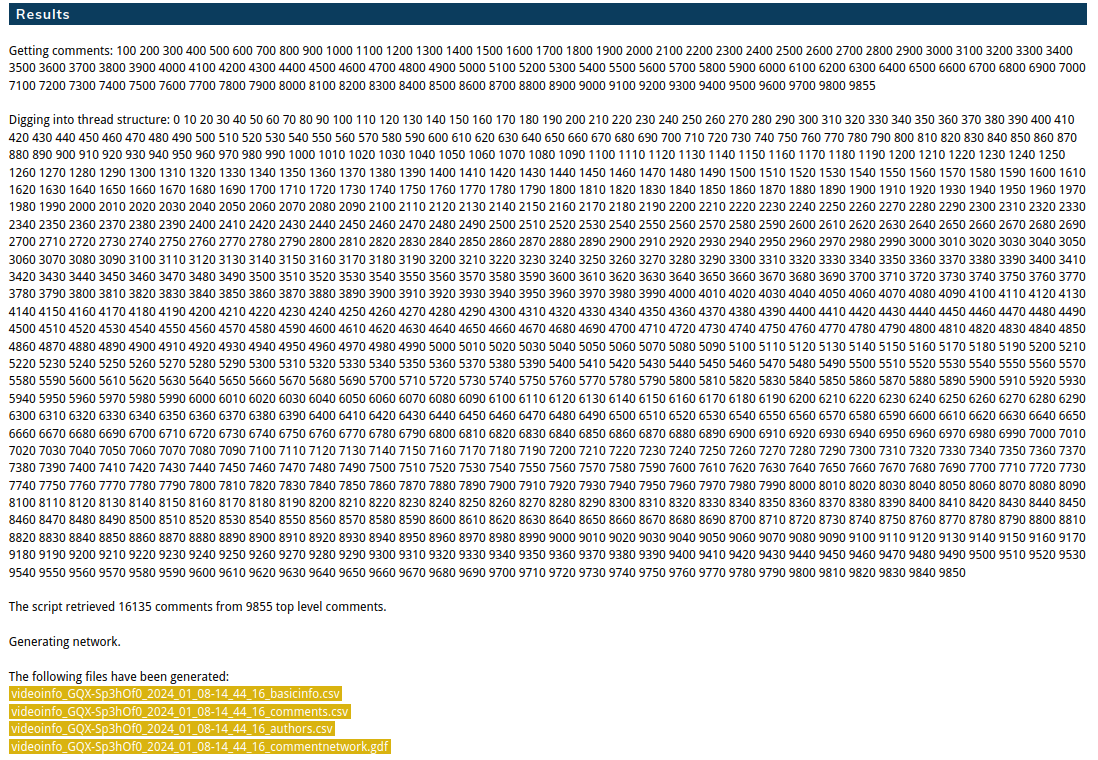 Results
Getting comments: 100 200 300 400 500 600 700 800 900 1000 1100 1200 1300 1400 1500 1600 1700 1800 1900 2000 2100 2200 2300 2400 2500 2600 2700 2800 2900 3000 3100 3200 3300 3400
3500 3600 3700 3800 3900 4000 4100 4200 4300 4400 4500 4600 4700 4800 4900 5000 5100 5200 5300 5400 5500 5600 5700 5800 5900 6000 6100 6200 6300 6400 6500 6600 6700 6800 6900 7000
7100 7200 7300 7400 7500 7600 7700 7800 7900 8000 8100 8200 8300 8400 8500 8600 8700 8800 8900 9000 9100 9200 9300 9400 9500 9600 9700 9800 9855
Digging into thread structure: 0 10 20 30 40 50 60 70 80 90 100 110 120 130 140 150 160 170 180 190 200 210 220 230 240 250 260 270 280 290 300 310 320 330 340 350 360 370 380 390 400 410
420 430 440 450 460 470 480 490 500 510 520 530 540 550 560 570 580 590 600 610 620 630 640 650 660 670 680 690 700 710 720 730 740 750 760 770 780 790 800 810 820 830 840 850 860 870
880 890 900 910 920 930 940 950 960 970 980 990 1000 1010 1020 1030 1040 1050 1060 1070 1080 1090 1100 1110 1120 1130 1140 1150 1160 1170 1180 1190 1200 1210 1220 1230 1240 1250
1260 1270 1280 1290 1300 1310 1320 1330 1340 1350 1360 1370 1380 1390 1400 1410 1420 1430 1440 1450 1460 1470 1480 1490 1500 1510 1520 1530 1540 1550 1560 1570 1580 1590 1600 1610
1620 1630 1640 1650 1660 1670 1680 1690 1700 1710 1720 1730 1740 1750 1760 1770 1780 1790 1800 1810 1820 1830 1840 1850 1860 1870 1880 1890 1900 1910 1920 1930 1940 1950 1960 1970
1980 1990 2000 2010 2020 2030 2040 2050 2060 2070 2080 2090 2100 2110 2120 2130 2140 2150 2160 2170 2180 2190 2200 2210 2220 2230 2240 2250 2260 2270 2280 2290 2300 2310 2320 2330
2340 2350 2360 2370 2380 2390 2400 2410 2420 2430 2440 2450 2460 2470 2480 2490 2500 2510 2520 2530 2540 2550 2560 2570 2580 2590 2600 2610 2620 2630 2640 2650 2660 2670 2680 2690
2700 2710 2720 2730 2740 2750 2760 2770 2780 2790 2800 2810 2820 2830 2840 2850 2860 2870 2880 2890 2900 2910 2920 2930 2940 2950 2960 2970 2980 2990 3000 3010 3020 3030 3040 3050
3060 3070 3080 3090 3100 3110 3120 3130 3140 3150 3160 3170 3180 3190 3200 3210 3220 3230 3240 3250 3260 3270 3280 3290 3300 3310 3320 3330 3340 3350 3360 3370 3380 3390 3400 3410
3420 3430 3440 3450 3460 3470 3480 3490 3500 3510 3520 3530 3540 3550 3560 3570 3580 3590 3600 3610 3620 3630 3640 3650 3660 3670 3680 3690 3700 3710 3720 3730 3740 3750 3760 3770
3780 3790 3800 3810 3820 3830 3840 3850 3860 3870 3880 3890 3900 3910 3920 3930 3940 3950 3960 3970 3980 3990 4000 4010 4020 4030 4040 4050 4060 4070 4080 4090 4100 4110 4120 4130
4140 4150 4160 4170 4180 4190 4200 4210 4220 4230 4240 4250 4260 4270 4280 4290 4300 4310 4320 4330 4340 4350 4360 4370 4380 4390 4400 4410 4420 4430 4440 4450 4460 4470 4480 4490
4500 4510 4520 4530 4540 4550 4560 4570 4580 4590 4600 4610 4620 4630 4640 4650 4660 4670 4680 4690 4700 4710 4720 4730 4740 4750 4760 4770 4780 4790 4800 4810 4820 4830 4840 4850
4860 4870 4880 4890 4900 4910 4920 4930 4940 4950 4960 4970 4980 4990 5000 5010 5020 5030 5040 5050 5060 5070 5080 5090 5100 5110 5120 5130 5140 5150 5160 5170 5180 5190 5200 5210
5220 5230 5240 5250 5260 5270 5280 5290 5300 5310 5320 5330 5340 5350 5360 5370 5380 5390 5400 5410 5420 5430 5440 5450 5460 5470 5480 5490 5500 5510 5520 5530 5540 5550 5560 5570
5580 5590 5600 5610 5620 5630 5640 5650 5660 5670 5680 5690 5700 5710 5720 5730 5740 5750 5760 5770 5780 5790 5800 5810 5820 5830 5840 5850 5860 5870 5880 5890 5900 5910 5920 5930
5940 5950 5960 5970 5980 5990 6000 6010 6020 6030 6040 6050 6060 6070 6080 6090 6100 6110 6120 6130 6140 6150 6160 6170 6180 6190 6200 6210 6220 6230 6240 6250 6260 6270 6280 6290
6300 6310 6320 6330 6340 6350 6360 6370 6380 6390 6400 6410 6420 6430 6440 6450 6460 6470 6480 6490 6500 6510 6520 6530 6540 6550 6560 6570 6580 6590 6600 6610 6620 6630 6640 6650
6660 6670 6680 6690 6700 6710 6720 6730 6740 6750 6760 6770 6780 6790 6800 6810 6820 6830 6840 6850 6860 6870 6880 6890 6900 6910 6920 6930 6940 6950 6960 6970 6980 6990 7000 7010
7020 7030 7040 7050 7060 7070 7080 7090 7100 7110 7120 7130 7140 7150 7160 7170 7180 7190 7200 7210 7220 7230 7240 7250 7260 7270 7280 7290 7300 7310 7320 7330 7340 7350 7360 7370
7380 7390 7400 7410 7420 7430 7440 7450 7460 7470 7480 7490 7500 7510 7520 7530 7540 7550 7560 7570 7580 7590 7600 7610 7620 7630 7640 7650 7660 7670 7680 7690 7700 7710 7720 7730
7740 7750 7760 7770 7780 7790 7800 7810 7820 7830 7840 7850 7860 7870 7880 7890 7900 7910 7920 7930 7940 7950 7960 7970 7980 7990 8000 8010 8020 8030 8040 8050 8060 8070 8080 8090
8100 8110 8120 8130 8140 8150 8160 8170 8180 8190 8200 8210 8220 8230 8240 8250 8260 8270 8280 8290 8300 8310 8320 8330 8340 8350 8360 8370 8380 8390 8400 8410 8420 8430 8440 8450
8460 8470 8480 8490 8500 8510 8520 8530 8540 8550 8560 8570 8580 8590 8600 8610 8620 8630 8640 8650 8660 8670 8680 8690 8700 8710 8720 8730 8740 8750 8760 8770 8780 8790 8800 8810
8820 8830 8840 8850 8860 8870 8880 8890 8900 8910 8920 8930 8940 8950 8960 8970 8980 8990 9000 9010 9020 9030 9040 9050 9060 9070 9080 9090 9100 9110 9120 9130 9140 9150 9160 9170
9180 9190 9200 9210 9220 9230 9240 9250 9260 9270 9280 9290 9300 9310 9320 9330 9340 9350 9360 9370 9380 9390 9400 9410 9420 9430 9440 9450 9460 9470 9480 9490 9500 9510 9520 9530
9540 9550 9560 9570 9580 9590 9600 9610 9620 9630 9640 9650 9660 9670 9680 9690 9700 9710 9720 9730 9740 9750 9760 9770 9780 9790 9800 9810 9820 9830 9840 9850
The script retrieved 16135 comments from 9855 top level comments.
Generating network.
The following files have been generated:
videoinfo_GQX-Sp3hOf0_2024_01_08-14_44_16_basicinfo.csv
videoinfo_GQX-Sp3hOf0_2024_01_08-14_44_16_comments.csv
videoinfo_GQX-Sp3hOf0_2024_01_08-14_44_16_authors.csv
videoinfo_GQX-Sp3hOf0_2024_01_08-14_44_16_commentnetwork.gdf